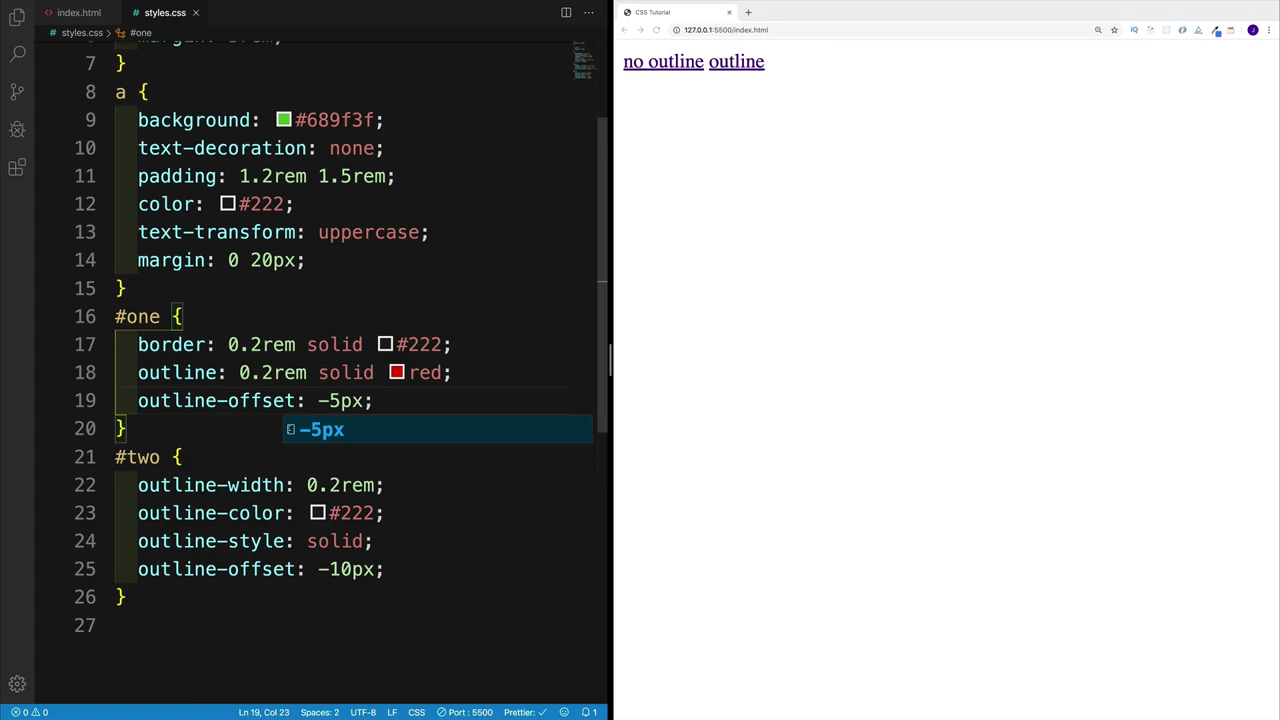 index.html
styles.css
styles.css
#one
7 }
8 a {
9 background: #689f3f;
10 text-decoration: none;
11 padding: 1.2rem 1.5rem;
12 color: #222;
13 text-transform: uppercase;
14 margin: 0 20px;
15 }
16 #one {
17 border: 0.2rem solid #222;
18 outline: 0.2rem solid red;
19 outline-offset: -5px;
-5px
20 }
21 #two {
22 outline-width: 0.2rem;
23 outline-color: #222;
24 outline-style: solid;
25 outline-offset: -10px;
26 }
27
0 0 Ln 19, Col 23 Spaces: 2 UTF-8 LF CSS Port : 5500 Prettier: 1
CSS Tutorial
127.0.0.1:5500/index.html
IQ J
no outline outline